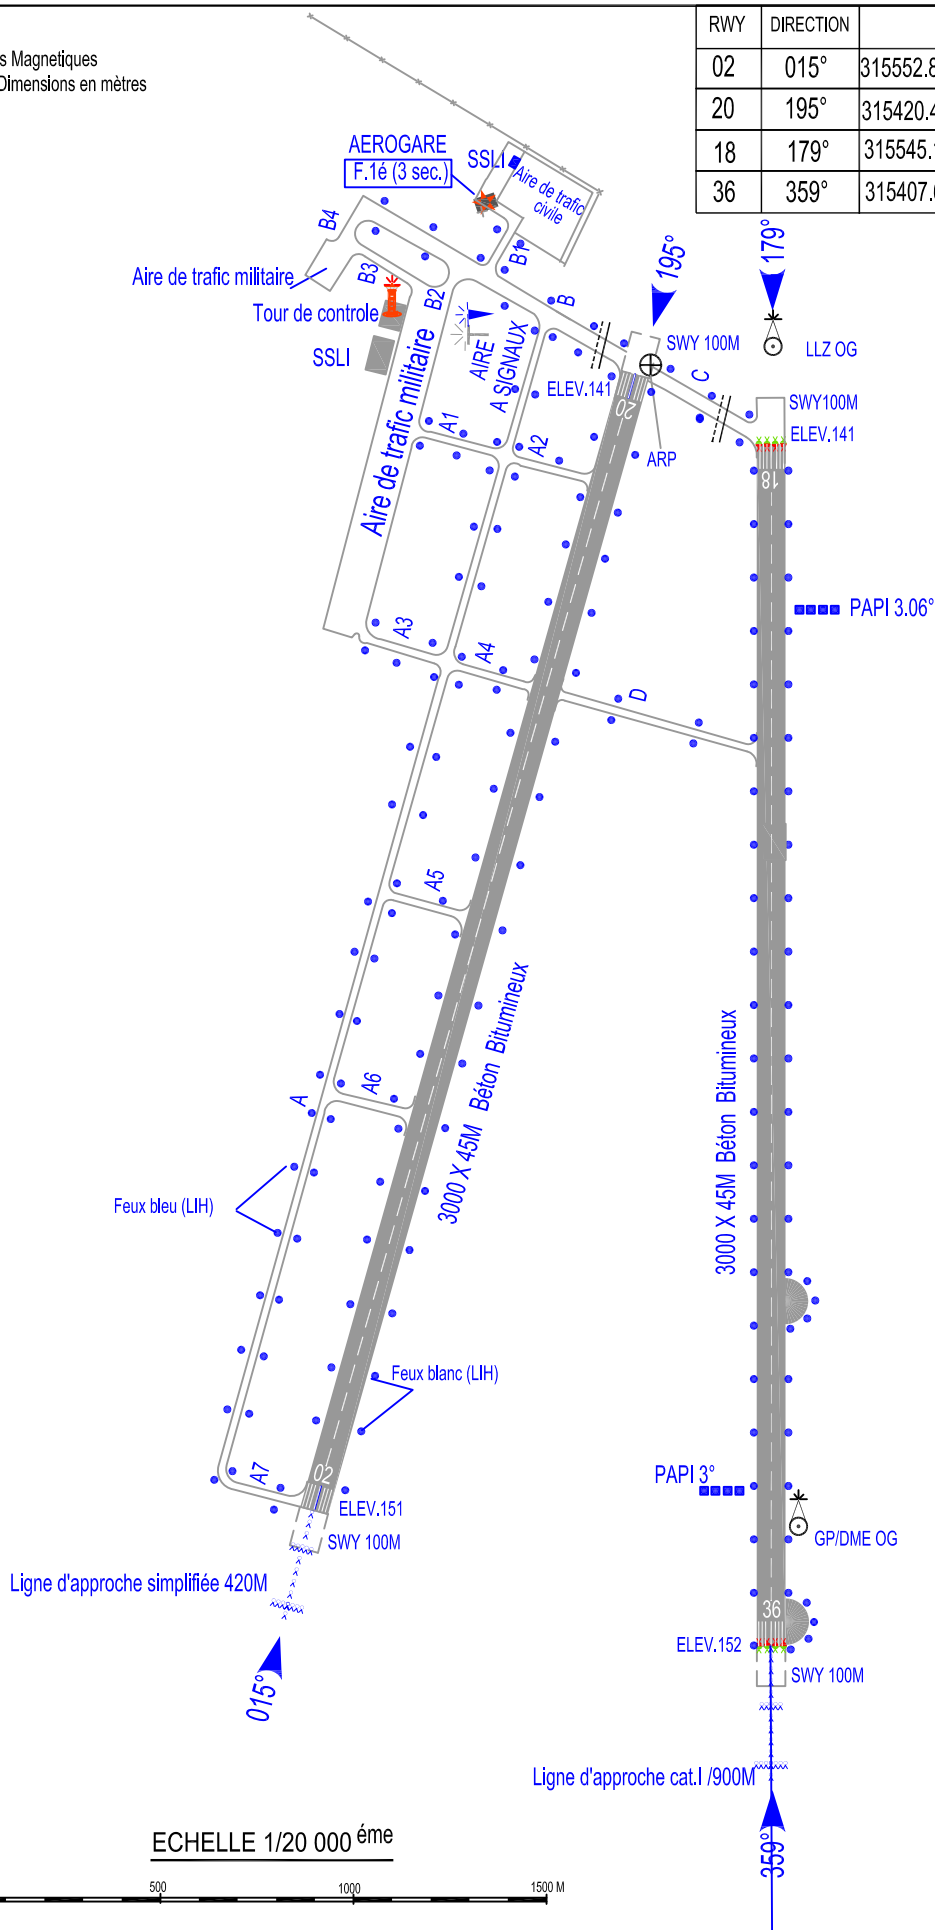 s Magnetiques
Dimensions en mètres
RWY DIRECTION
02 015° 315552.8
20 195° 315420.4
18 179°
36 359°
AEROGARE
F.1é (3 sec.)
SSLI
Aire de trafic
civile
B4
B3
B2
B1
B
Aire de trafic militaire
Tour de controle
SSLI
Aire de trafic militaire
AIRE
A SIGNAUX
195°
179°
SWY 100M
LLZ OG
C
ELEV.141
20
ARP
SWY100M
ELEV.141
18
A1
A2
PAPI 3.06°
A3
A4
D
A5
3000 X 45M Béton Bitumineux
3000 X 45M Béton Bitumineux
A6
A
Feux bleu (LIH)
Feux blanc (LIH)
A7
02
ELEV.151
SWY 100M
PAPI 3°
GP/DME OG
Ligne d'approche simplifiée 420M
015°
36
ELEV.152
SWY 100M
Ligne d'approche cat.I /900M
359°
ECHELLE 1/20 000 éme
500 1000 1500 M